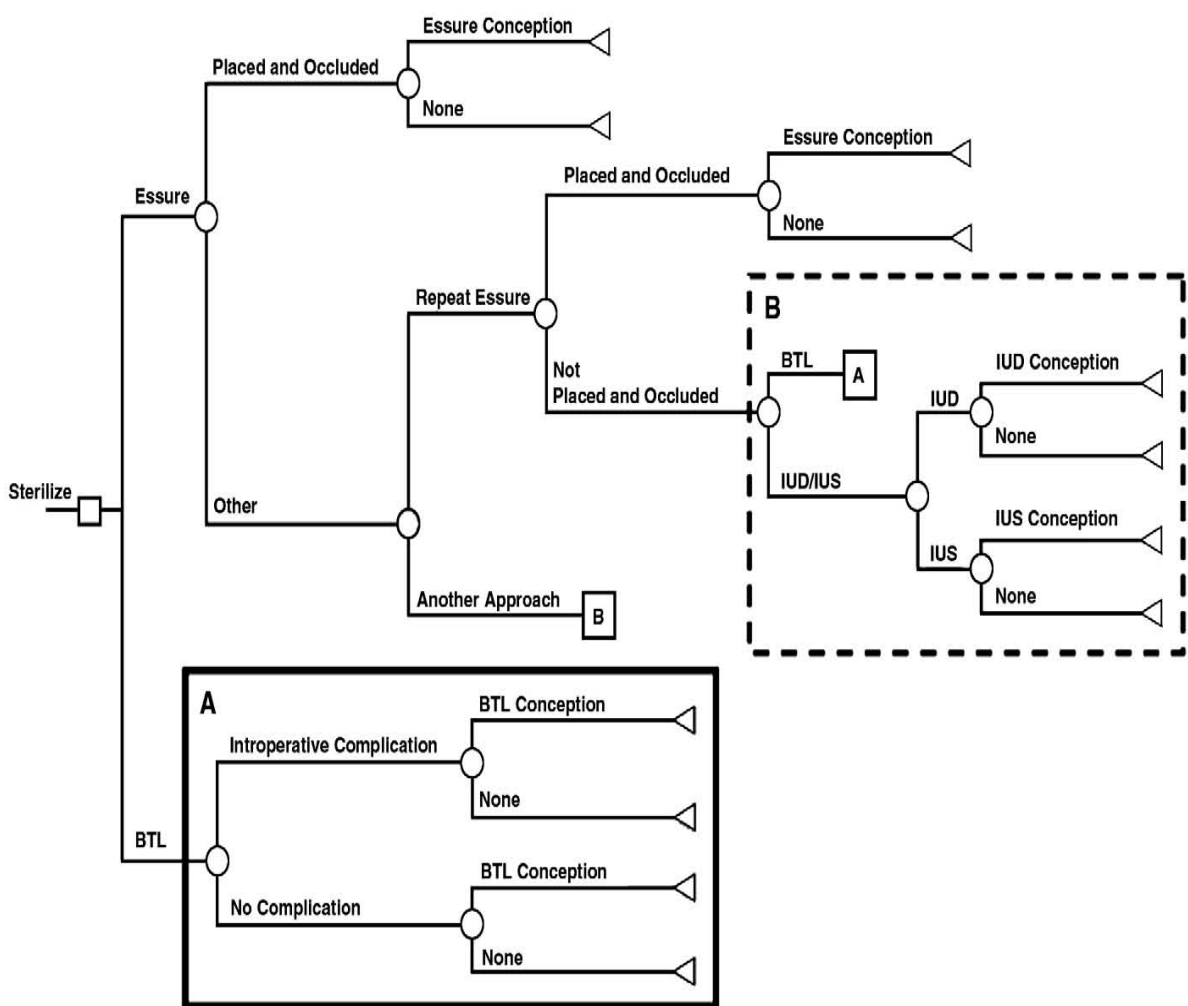 Essure Conception
Placed and Occluded
None
Essure Conception
Placed and Occluded
Essure
None
Repeat Essure
B
Not
Placed and Occluded
BTL
A
IUD Conception
IUD
None
IUD/IUS
Sterilize
Other
IUS Conception
IUS
None
Another Approach
B
A
BTL Conception
Introperative Complication
None
BTL
BTL Conception
No Complication
None